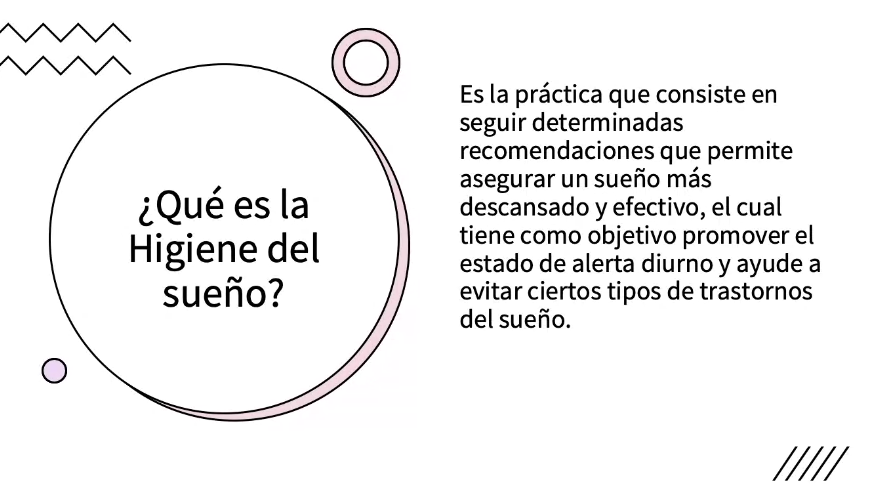 ¿Qué es la
Higiene del
sueño?
Es la práctica que consiste en
seguir determinadas
recomendaciones que permite
asegurar un sueño más
descansado y efectivo, el cual
tiene como objetivo promover el
estado de alerta diurno y ayude a
evitar ciertos tipos de trastornos
del sueño.